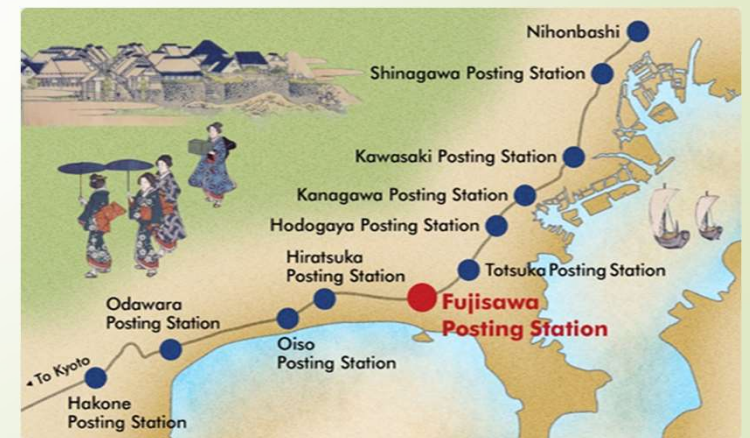 Nihonbashi
Shinagawa Posting Station
Kawasaki Posting Station
Kanagawa Posting Station
Hodogaya Posting Station
Totsuka Posting Station
Fujisawa
Posting Station
Hiratsuka
Posting Station
Oiso
Posting Station
Odawara
Posting Station
To Kyoto
Hakone
Posting Station